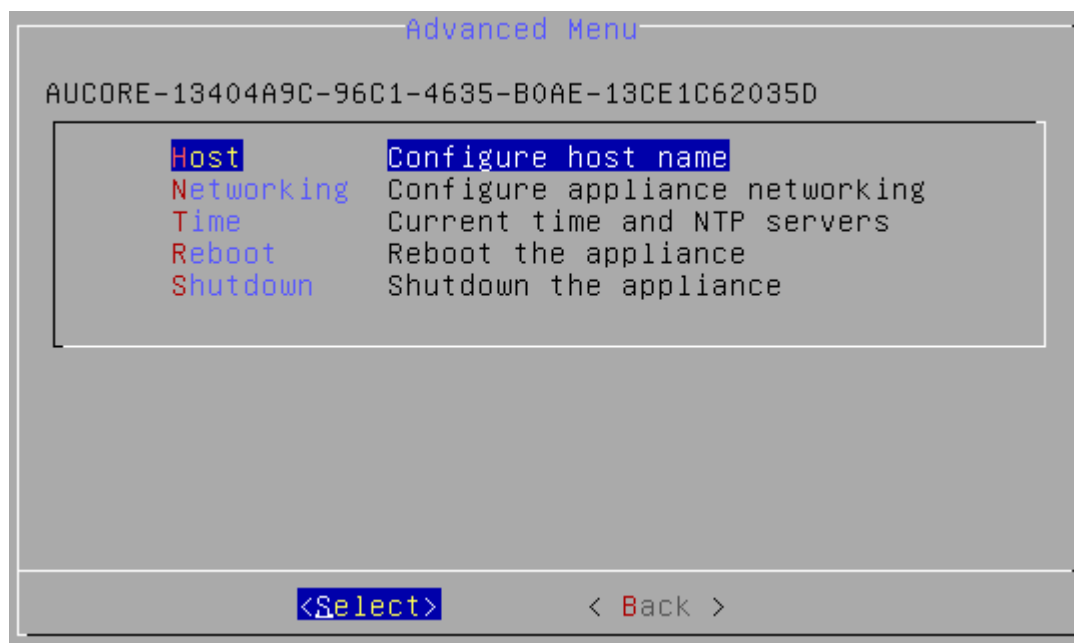 Advanced Menu
AUCORE-13404A9C-96C1-4635-B0AE-13CE1C62035D
Host Configure host name
Networking Configure appliance networking
Time Current time and NTP servers
Reboot Reboot the appliance
Shutdown Shutdown the appliance
<Select> < Back >